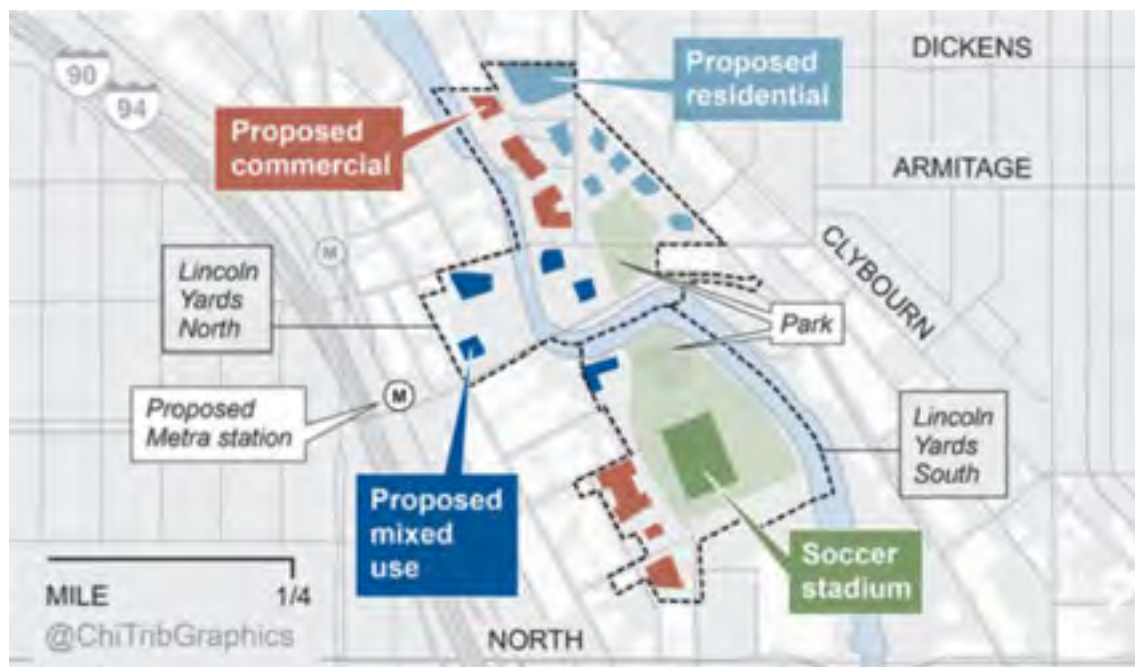 90
94
DICKENS
Proposed
residential
Proposed
commercial
ARMITAGE
CLYBOURN
M
Lincoln
Yards
North
Park
M
Proposed
Metra station
Lincoln
Yards
South
Proposed
mixed
use
Soccer
stadium
MILE 1/4
@ChiTribGraphics
NORTH